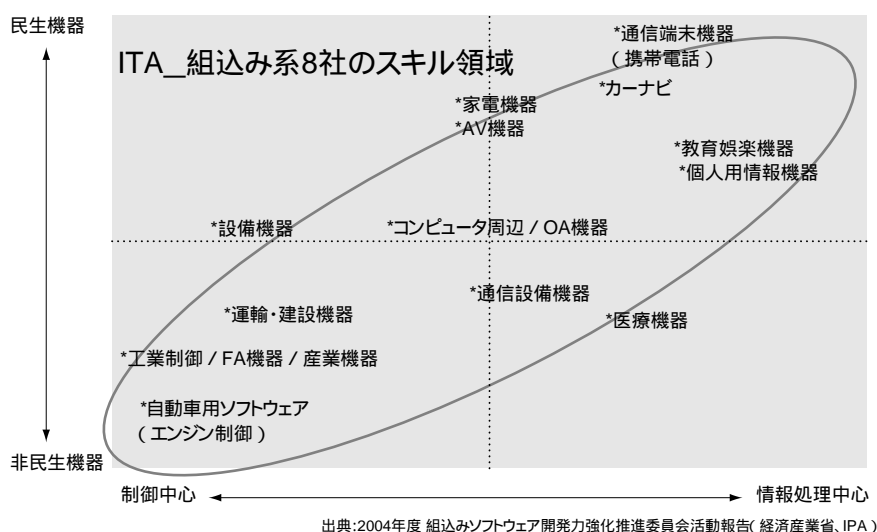 民生機器
*通信端末機器
ITA_組込み系8社のスキル領域
(携帯電話)
*カーナビ
*家電機器
*AV機器
*教育娯楽機器
*個人用情報機器
*設備機器
*コンピュータ周辺 / OA機器
*通信設備機器
*運輸・建設機器
*医療機器
*工業制御 / FA機器 / 産業機器
*自動車用ソフトウェア
(エンジン制御)
非民生機器
制御中心
情報処理中心
出典:2004年度 組込みソフトウェア開発力強化推進委員会活動報告(経済産業省、IPA)